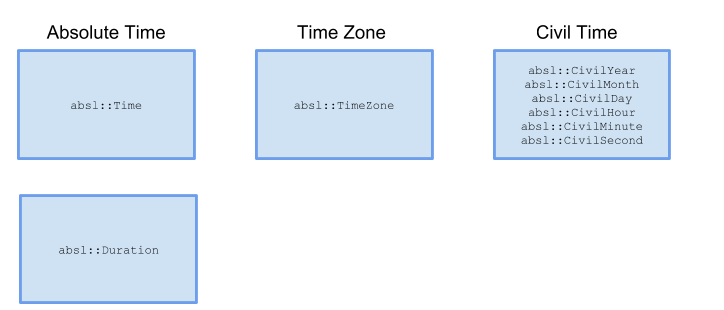 Absolute Time
Time Zone
Civil Time
absl::Time
absl::TimeZone
absl::CivilYear
absl::CivilMonth
absl::CivilDay
absl::CivilHour
absl::CivilMinute
absl::CivilSecond
absl::Duration